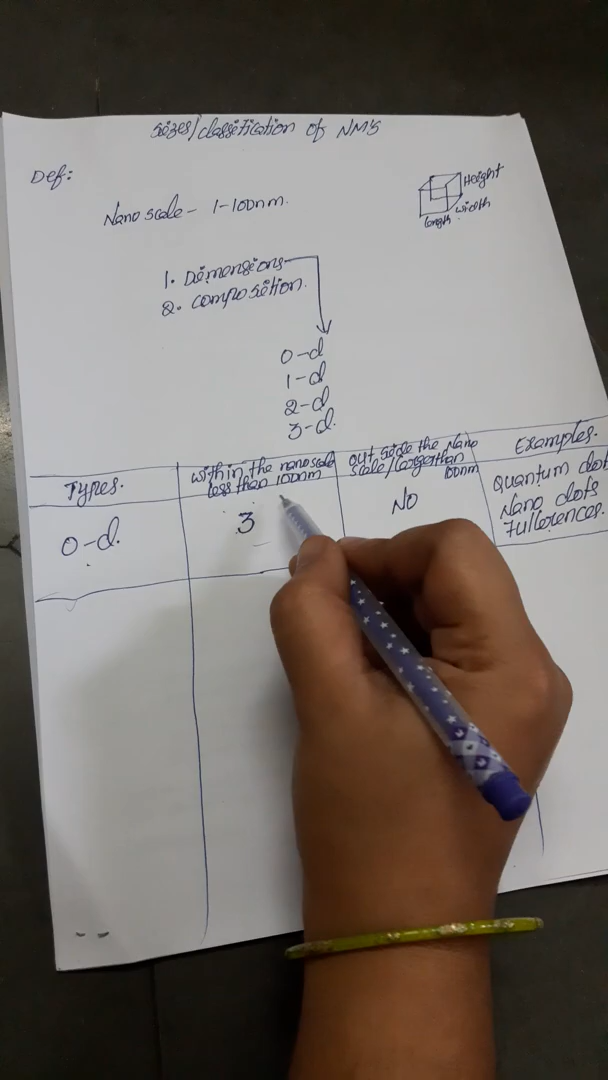 sizes/classification of NM'S
Def:
Nano scale - 1-100nm.
Height
width
length
1. Dimensions
2. composition.
0-d
1-d
2-d
3-d.
Types.
within the nanoscale
less than 100nm
out side the Nano
scale/larger than
100nm
Examples.
0-d.
3
NO
Quantum dot
Nano dots
Fullerences.